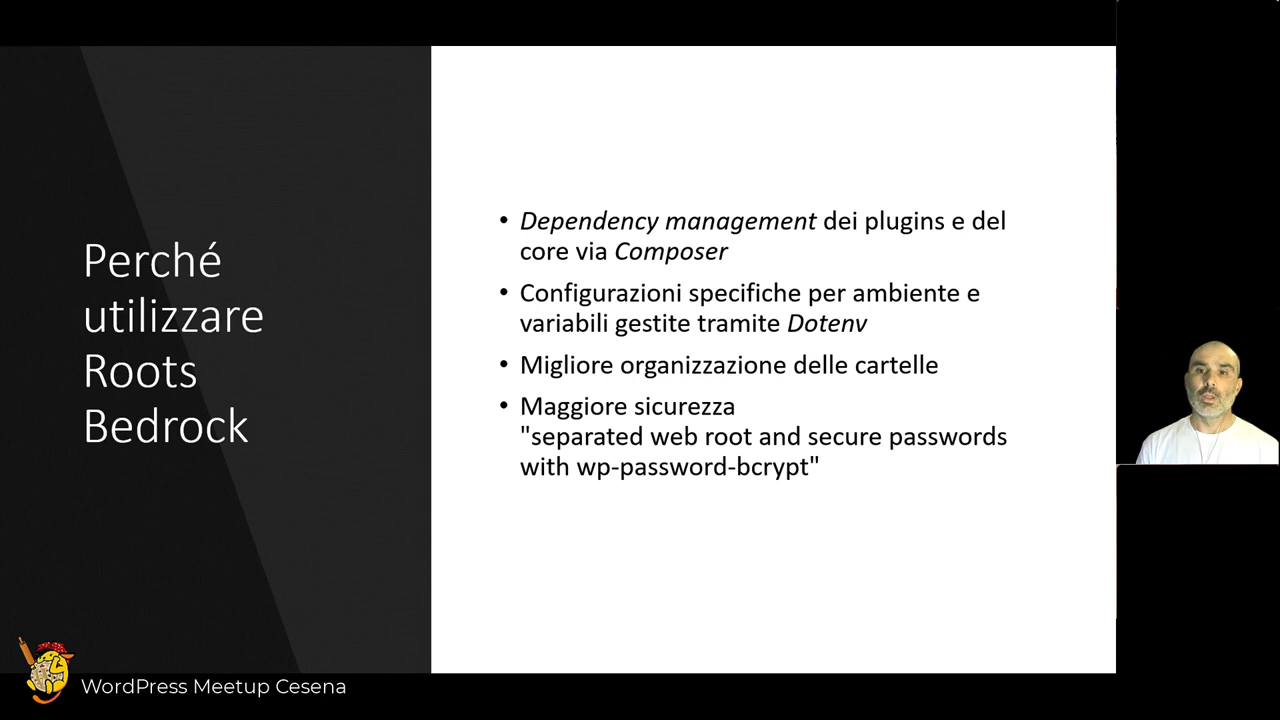 Perché
utilizzare
Roots
Bedrock
• Dependency management dei plugins e del
core via Composer
• Configurazioni specifiche per ambiente e
variabili gestite tramite Dotenv
• Migliore organizzazione delle cartelle
• Maggiore sicurezza
"separated web root and secure passwords
with wp-password-bcrypt"
WordPress Meetup Cesena